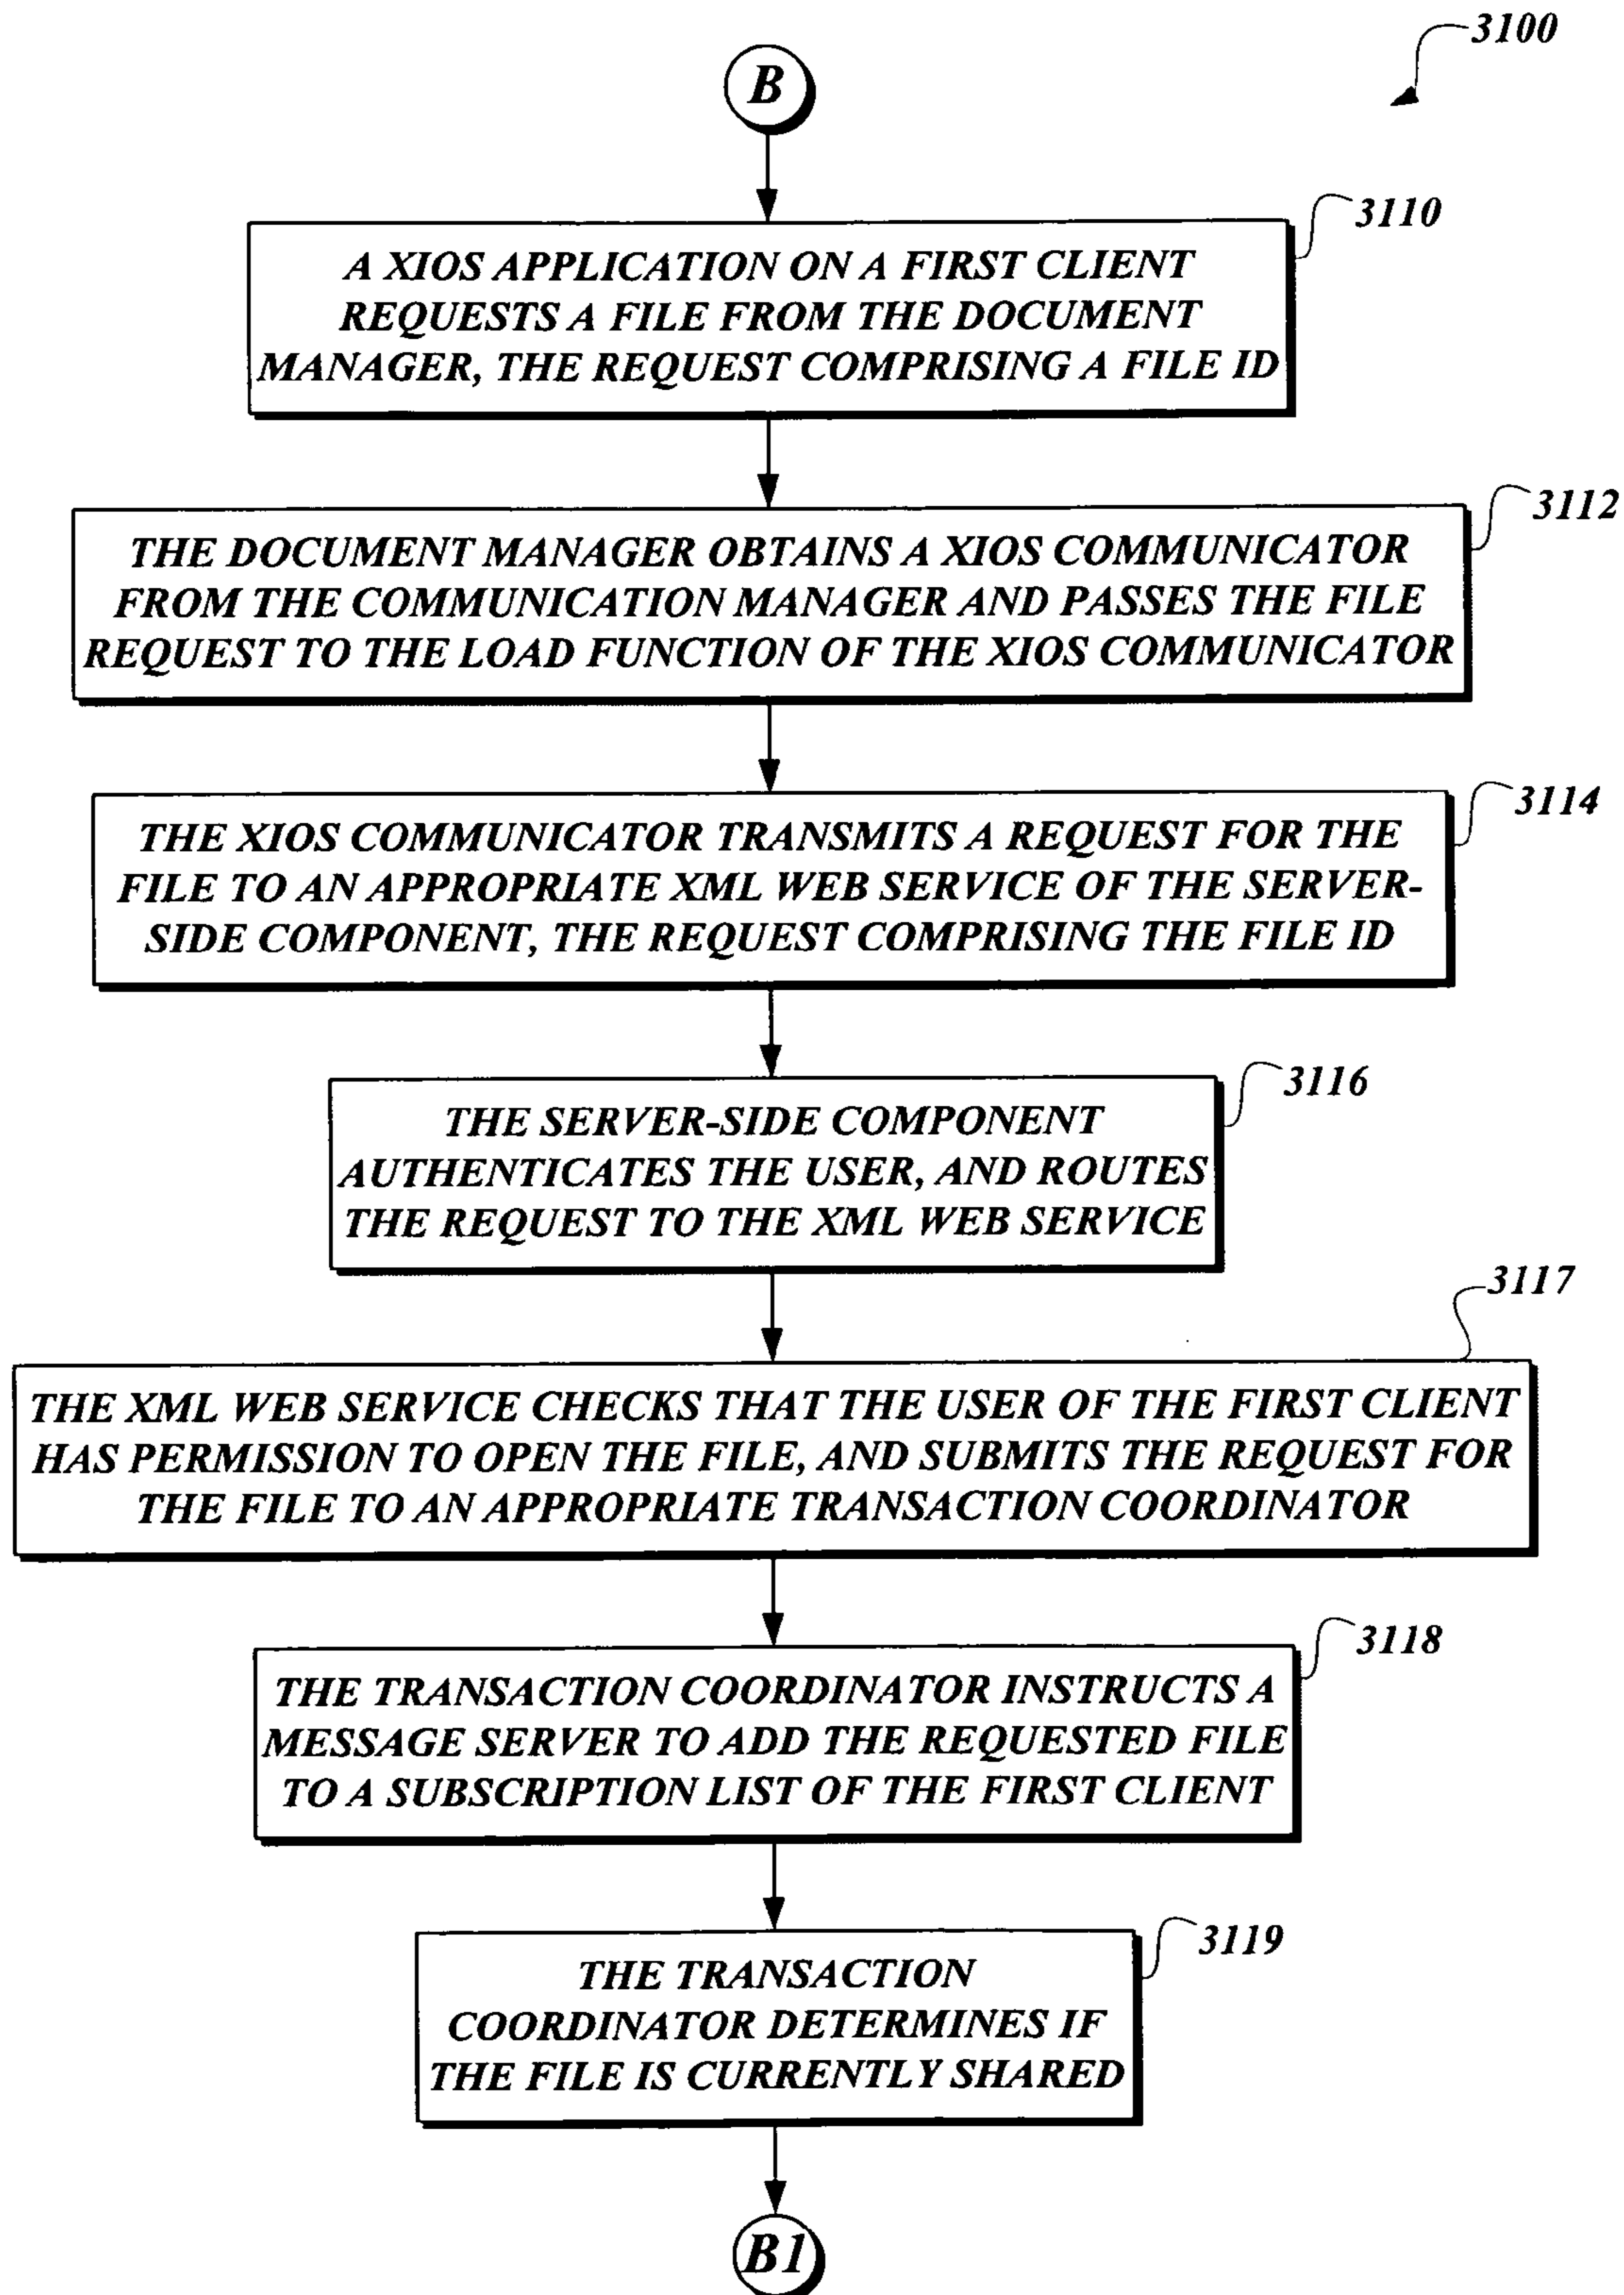 3100
B
3110
A XIOS APPLICATION ON A FIRST CLIENT
REQUESTS A FILE FROM THE DOCUMENT
MANAGER, THE REQUEST COMPRISING A FILE ID
3112
THE DOCUMENT MANAGER OBTAINS A XIOS COMMUNICATOR
FROM THE COMMUNICATION MANAGER AND PASSES THE FILE
REQUEST TO THE LOAD FUNCTION OF THE XIOS COMMUNICATOR
3114
THE XIOS COMMUNICATOR TRANSMITS A REQUEST FOR THE
FILE TO AN APPROPRIATE XML WEB SERVICE OF THE SERVER-
SIDE COMPONENT, THE REQUEST COMPRISING THE FILE ID
3116
THE SERVER-SIDE COMPONENT
AUTHENTICATES THE USER, AND ROUTES
THE REQUEST TO THE XML WEB SERVICE
3117
THE XML WEB SERVICE CHECKS THAT THE USER OF THE FIRST CLIENT
HAS PERMISSION TO OPEN THE FILE, AND SUBMITS THE REQUEST FOR
THE FILE TO AN APPROPRIATE TRANSACTION COORDINATOR
3118
THE TRANSACTION COORDINATOR INSTRUCTS A
MESSAGE SERVER TO ADD THE REQUESTED FILE
TO A SUBSCRIPTION LIST OF THE FIRST CLIENT
3119
THE TRANSACTION
COORDINATOR DETERMINES IF
THE FILE IS CURRENTLY SHARED
B1